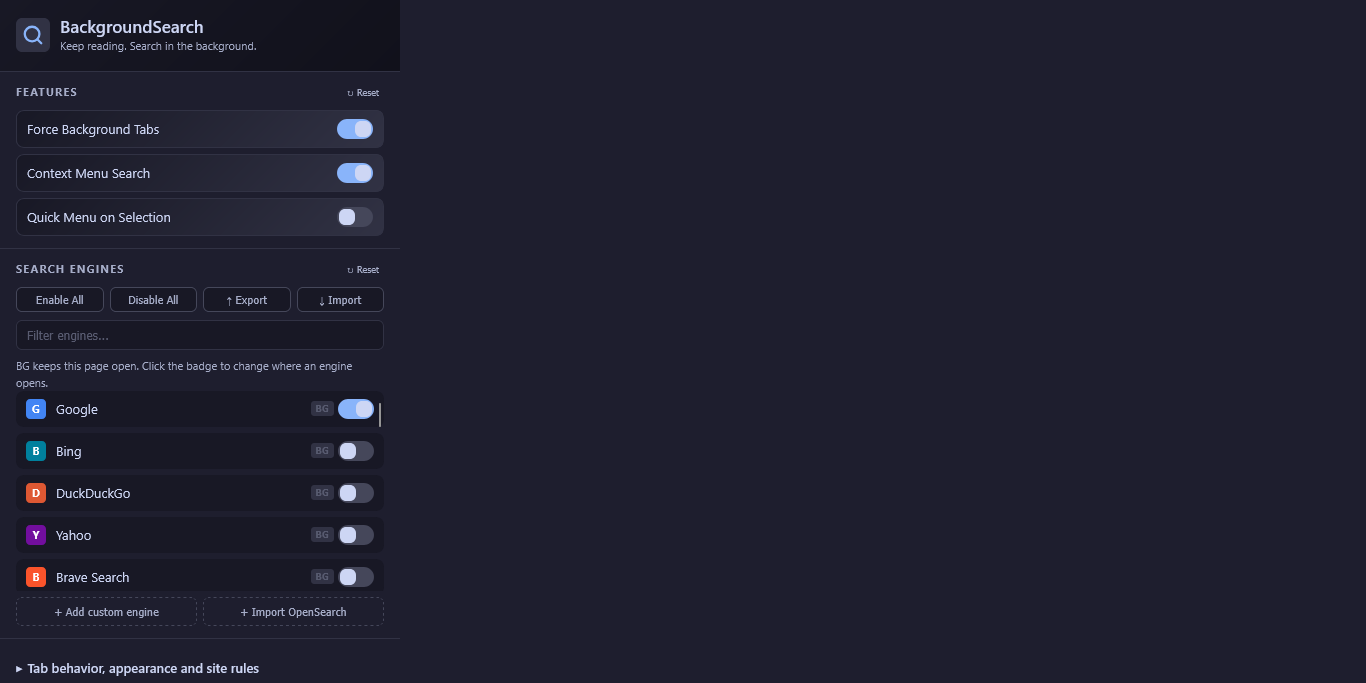 BackgroundSearch
Keep reading. Search in the background.
FEATURES
↻ Reset
Force Background Tabs
Context Menu Search
Quick Menu on Selection
SEARCH ENGINES
↻ Reset
Enable All
Disable All
↑ Export
↓ Import
Filter engines...
BG keeps this page open. Click the badge to change where an engine
opens.
G Google BG
B Bing BG
D DuckDuckGo BG
Y Yahoo BG
B Brave Search BG
+ Add custom engine
+ Import OpenSearch
▸ Tab behavior, appearance and site rules